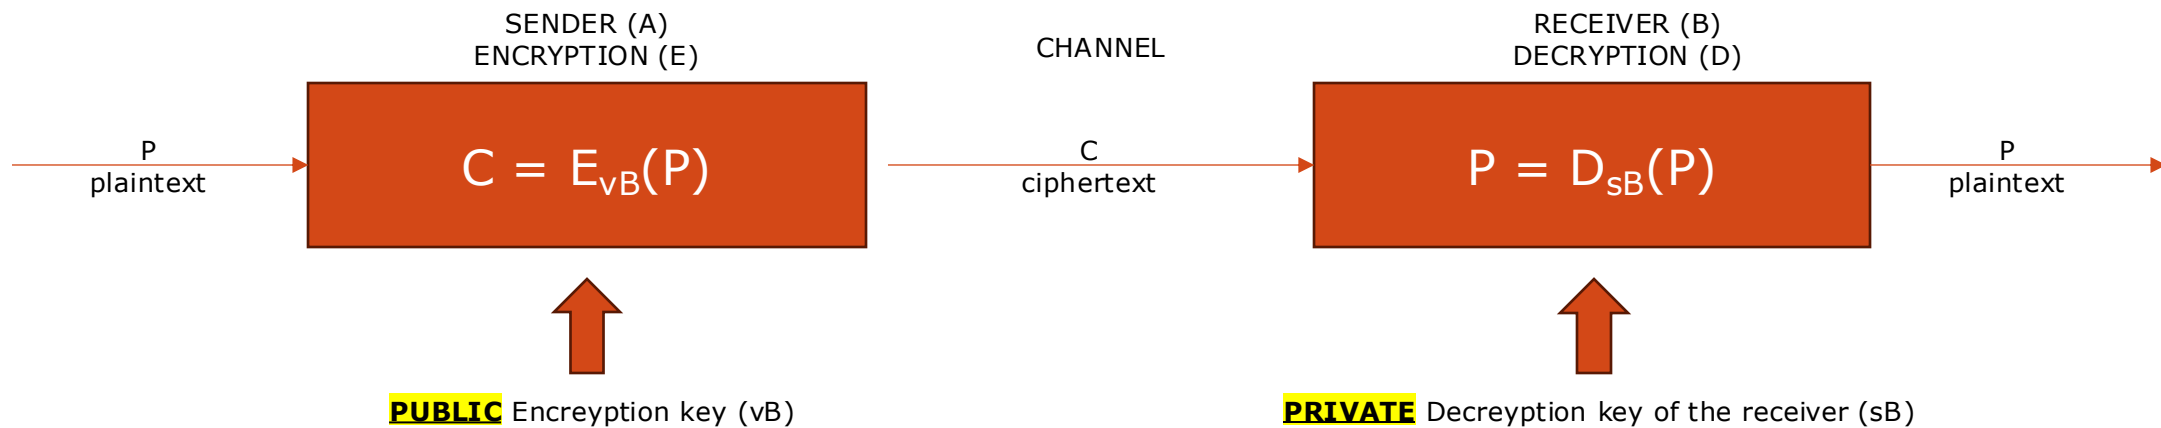 SENDER (A)
ENCRYPTION (E)
CHANNEL
RECEIVER (B)
DECRYPTION (D)
P
plaintext
C = EvB(P)
C
ciphertext
P = DsB(P)
P
plaintext
PUBLIC Encreyption key (vB)
PRIVATE Decreyption key of the receiver (sB)